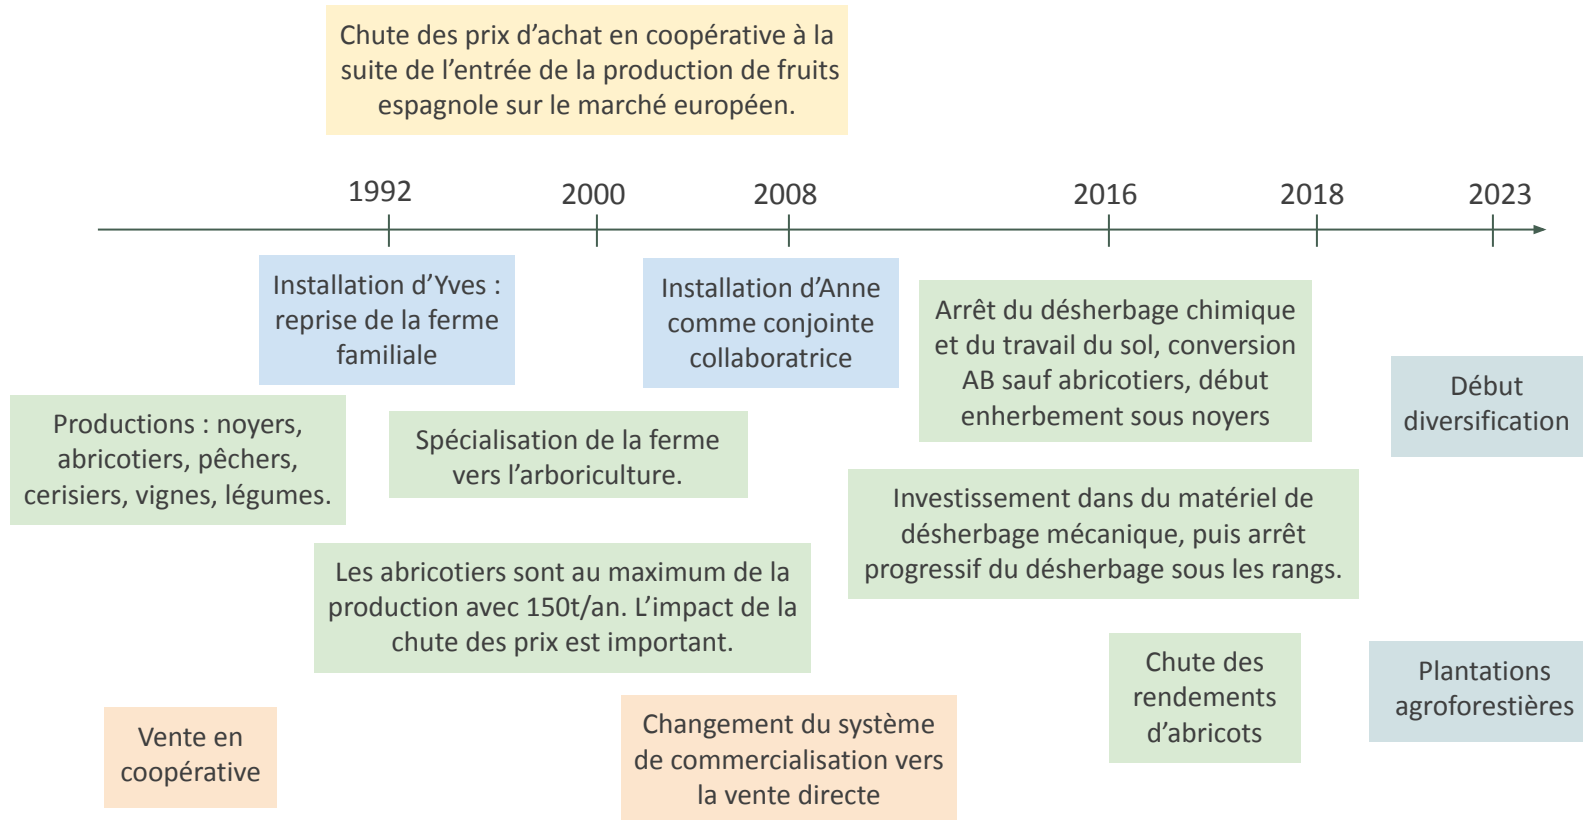 Chute des prix d'achat en coopérative à la
suite de l'entrée de la production de fruits
espagnole sur le marché européen.
1992
2000
2008
2016
2018
2023
Installation d'Yves :
reprise de la ferme
familiale
Installation d'Anne
comme conjointe
collaboratrice
Arrêt du désherbage chimique
et du travail du sol, conversion
AB sauf abricotiers, début
enherbement sous noyers
Début
diversification
Productions : noyers,
abricotiers, pêchers,
cerisiers, vignes, légumes.
Spécialisation de la ferme
vers l'arboriculture.
Investissement dans du matériel de
désherbage mécanique, puis arrêt
progressif du désherbage sous les rangs.
Les abricotiers sont au maximum de la
production avec 150t/an. L'impact de la
chute des prix est important.
Chute des
rendements
d'abricots
Plantations
agroforestières
Vente en
coopérative
Changement du système
de commercialisation vers
la vente directe